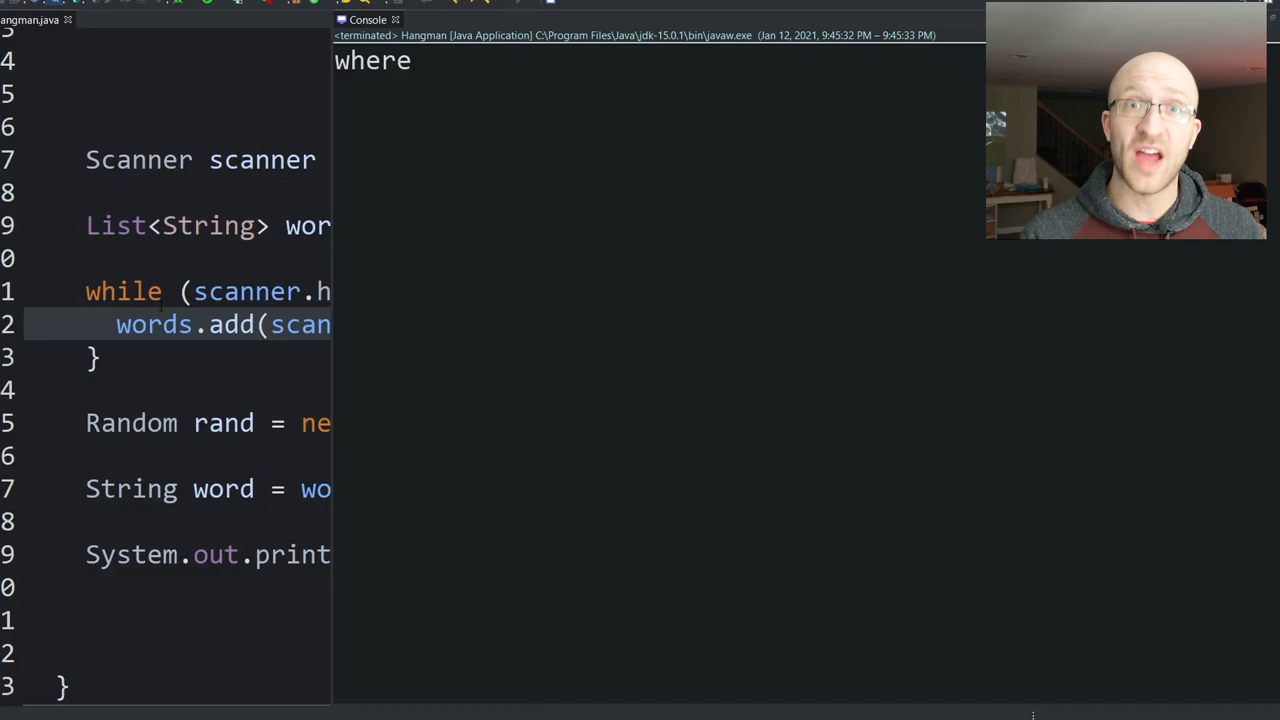 angman.java
Console
<terminated> Hangman [Java Application] C:\Program Files\Java\jdk-15.0.1\bin\javaw.exe (Jan 12, 2021, 9:45:32 PM – 9:45:33 PM)
where
4
5
6
7 Scanner scanner
8
9 List<String> wor
0
1 while (scanner.h
2 words.add(scan
3 }
4
5 Random rand = ne
6
7 String word = wo
8
9 System.out.print
0
1
2
3 }